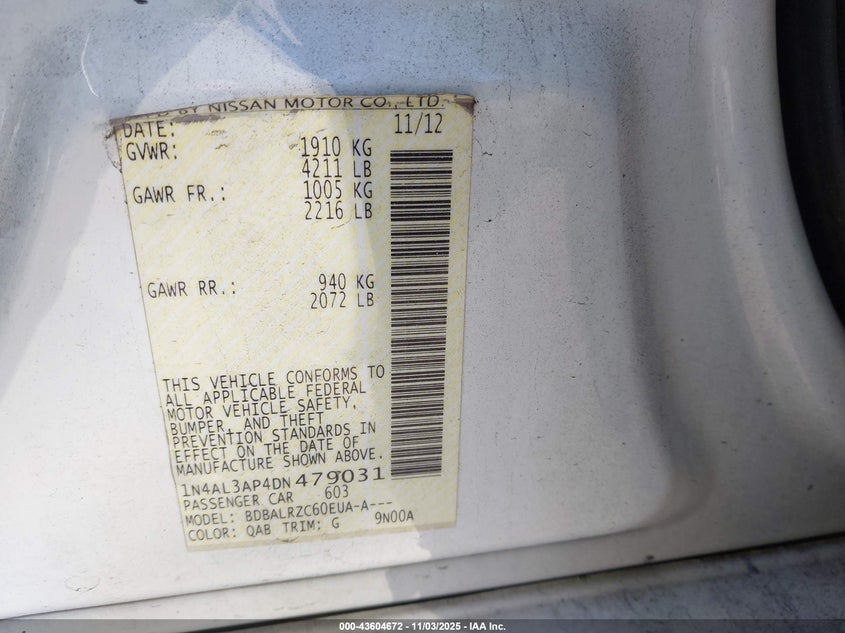 BY NISSAN MOTOR CO., LTD.
DATE: 11/12
GVWR: 1910 KG
4211 LB
GAWR FR.: 1005 KG
2216 LB
GAWR RR.: 940 KG
2072 LB
THIS VEHICLE CONFORMS TO
ALL APPLICABLE FEDERAL
MOTOR VEHICLE SAFETY,
BUMPER, AND THEFT
PREVENTION STANDARDS IN
EFFECT ON THE DATE OF
MANUFACTURE SHOWN ABOVE.
1N4AL3AP4DN479031
PASSENGER CAR 603
MODEL: BDBALRZC60EUA-A---
COLOR: QAB TRIM: G 9N00A
000-43604672 - 11/03/2025 - IAA Inc.